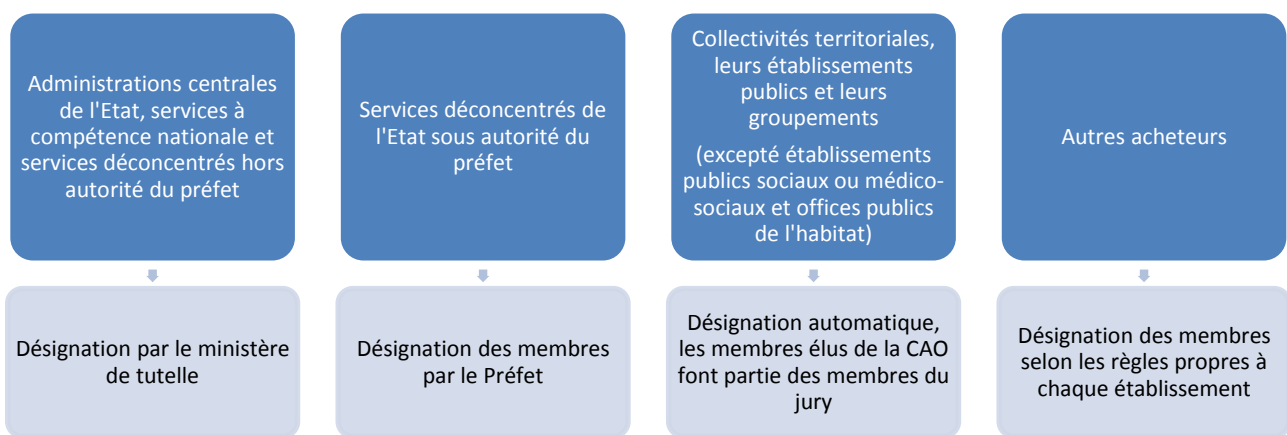 Administrations centrales
de l'Etat, services à
compétence nationale et
services déconcentrés hors
autorité du préfet
Désignation par le ministère
de tutelle
Services déconcentrés de
l'Etat sous autorité du
préfet
Désignation des membres
par le Préfet
Collectivités territoriales,
leurs établissements
publics et leurs
groupements
(excepté établissements
publics sociaux ou médico-
sociaux et offices publics
de l'habitat)
Désignation automatique,
les membres élus de la CAO
font partie des membres du
jury
Autres acheteurs
Désignation des membres
selon les règles propres à
chaque établissement